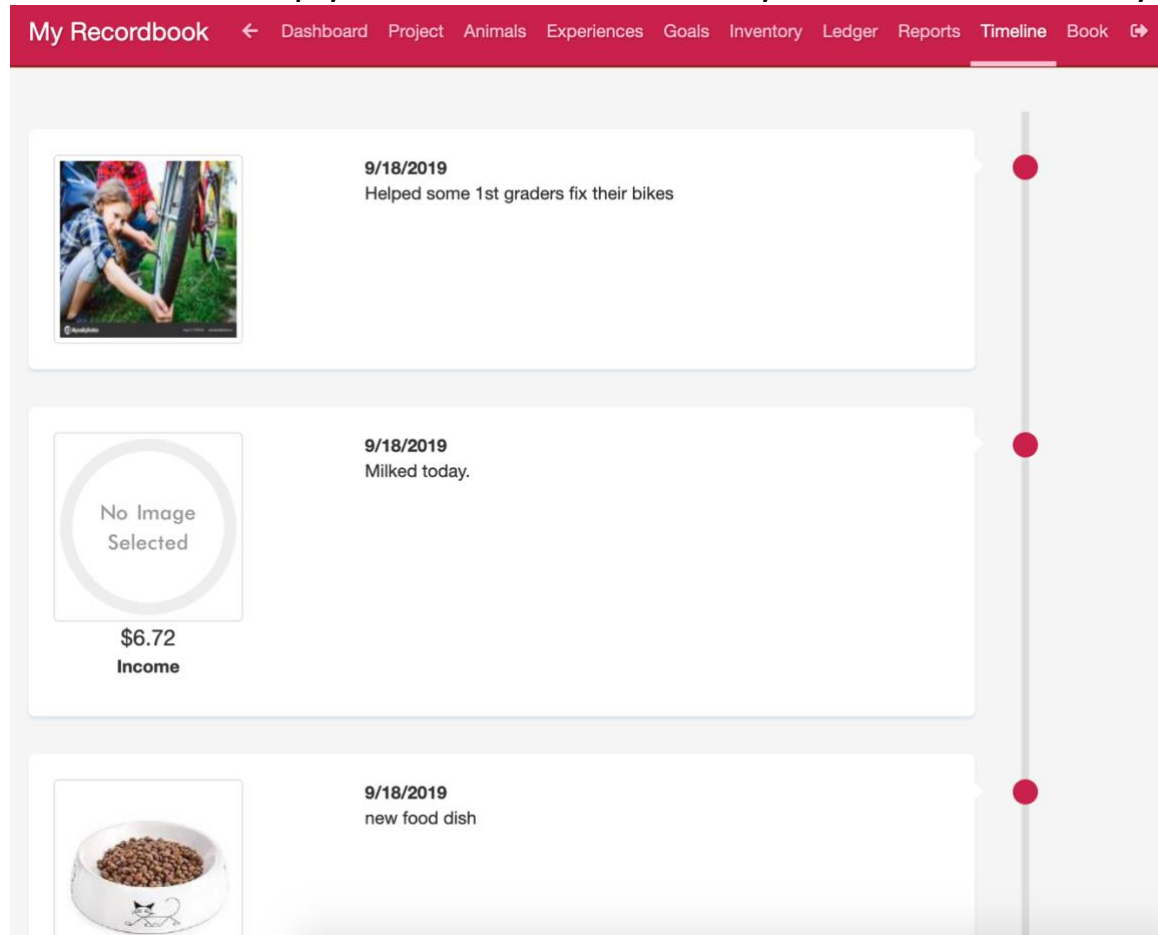 My Recordbook Dashboard Project Animals Experiences Goals Inventory Ledger Reports Timeline Book
9/18/2019
Helped some 1st graders fix their bikes
9/18/2019
Milked today.
No Image
Selected
$6.72
Income
9/18/2019
new food dish